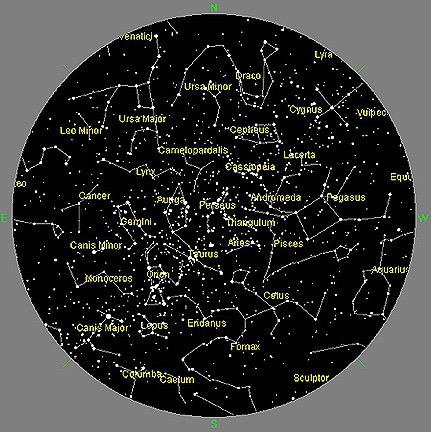 N
venatici
Lyra
Draco
Ursa Minor
Cygnus
Vulpec
Ursa Major
Leo Minor
Cepheus
Camelopardalis
Lacerta
Cassiopeia
Lynx
Equ
Cancer
Auriga
Perseus
Andromeda
Pegasus
E
W
Gemini
Triangulum
Canis Minor
Aries
Pisces
Taurus
Monoceros
Orion
Aquarius
Cetus
Canis Major
Lepus
Eridanus
Fornax
Columba
Caelum
Sculptor
S